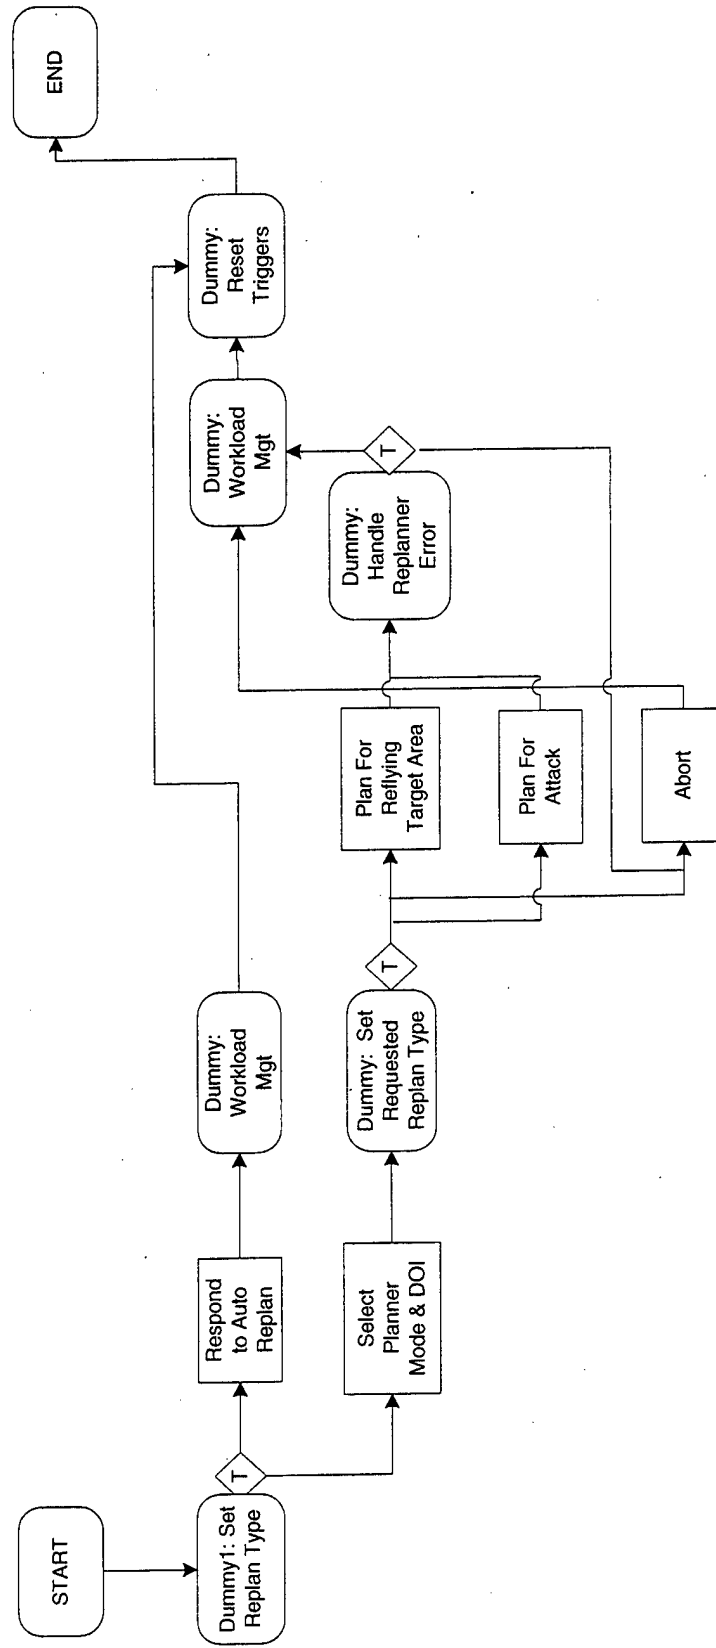 START
Dummy1: Set
Replan Type
T
Respond
to Auto
Replan
Dummy:
Workload
Mgt
Select
Planner
Mode & DOI
Dummy: Set
Requested
Replan Type
T
Plan For
Reflying
Target Area
Plan For
Attack
Abort
Dummy:
Handle
Replanner
Error
T
Dummy:
Workload
Mgt
Dummy:
Reset
Triggers
END